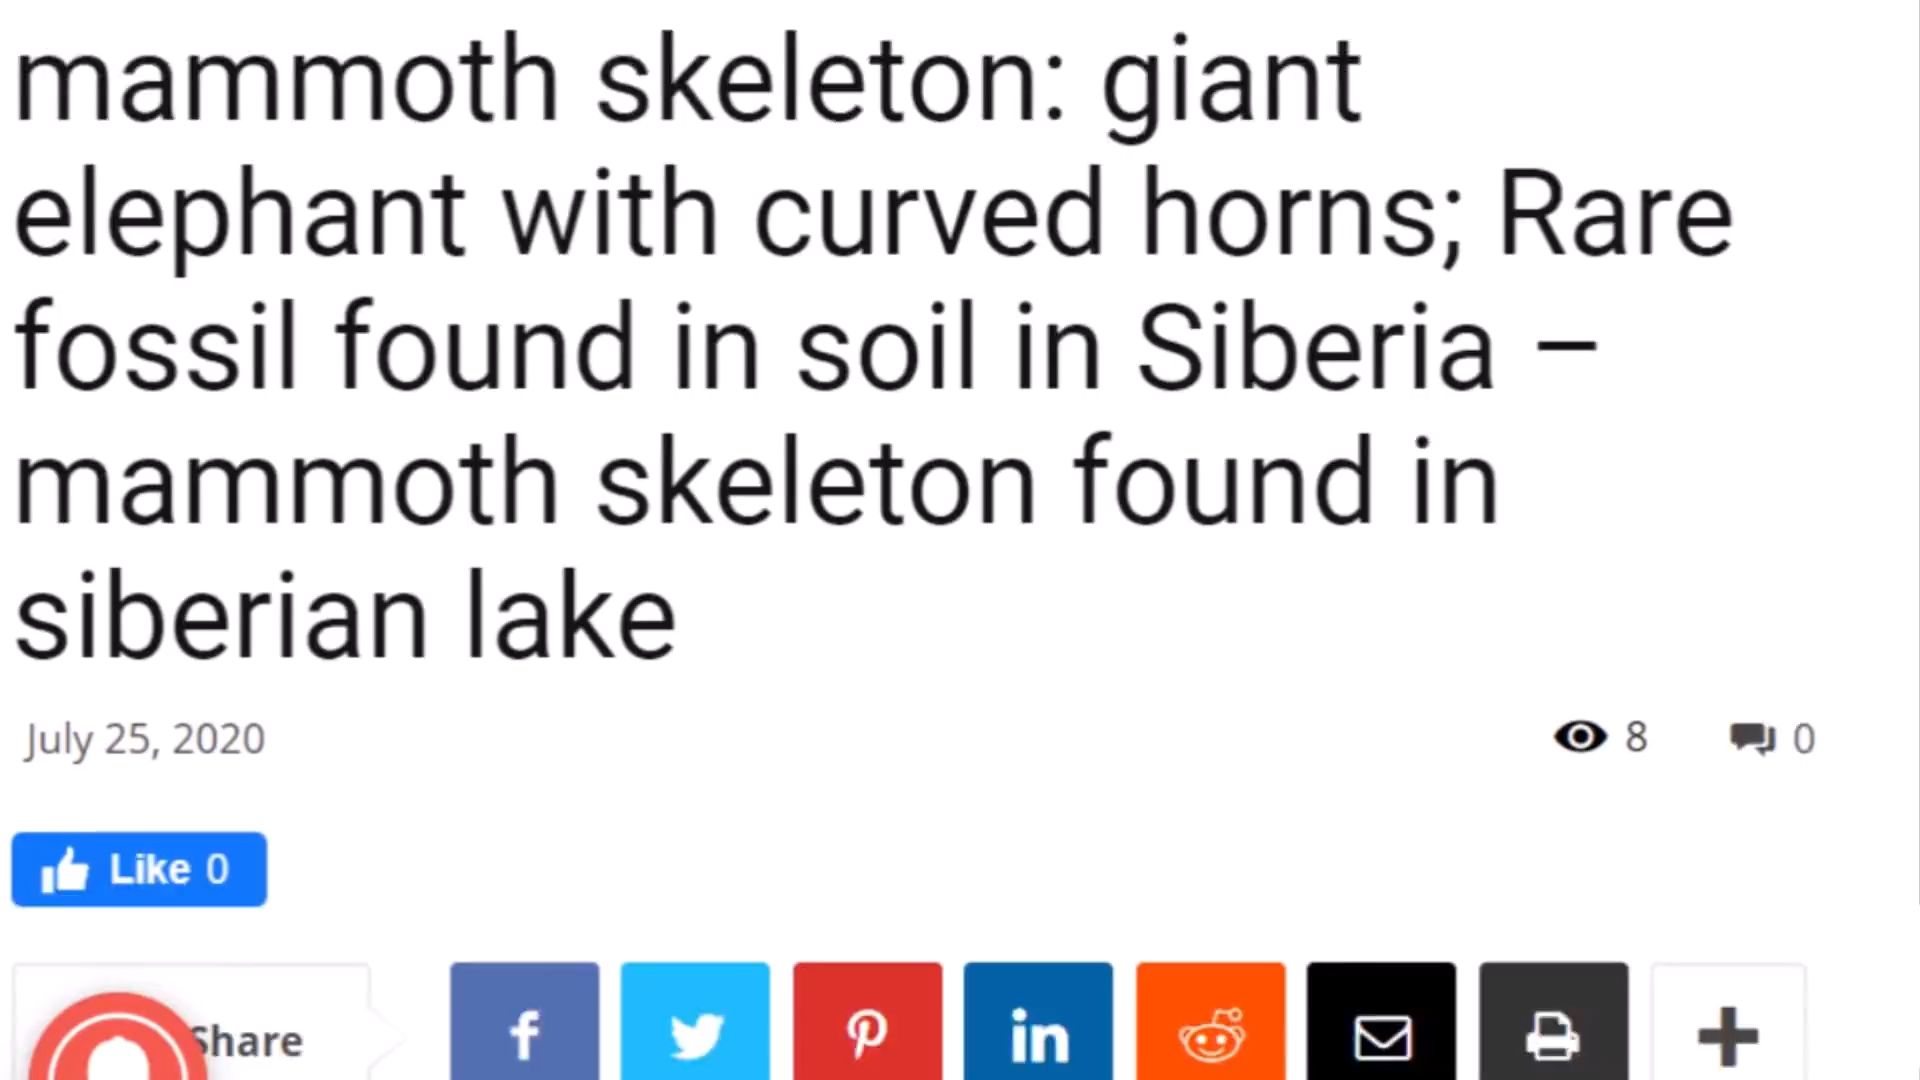 mammoth skeleton: giant
elephant with curved horns; Rare
fossil found in soil in Siberia –
mammoth skeleton found in
siberian lake
July 25, 2020 8 0
Like 0
Share